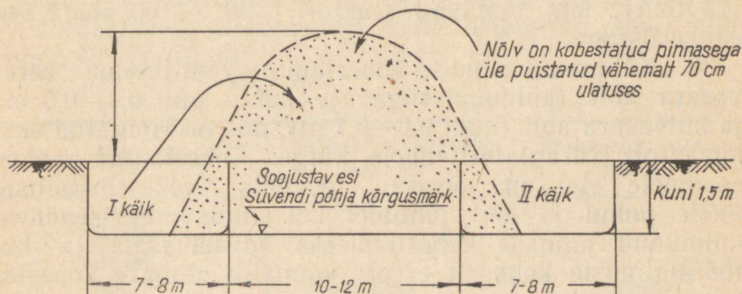 Nõlv on kobestatud pinnasega
üle puistatud vähemalt 70 cm
ulatuses
I käik
Soojustav esi
Süvendi põhja kõrgusmärk
II käik
Kuni 1,5 m
7-8 m
10-12 m
7-8 m